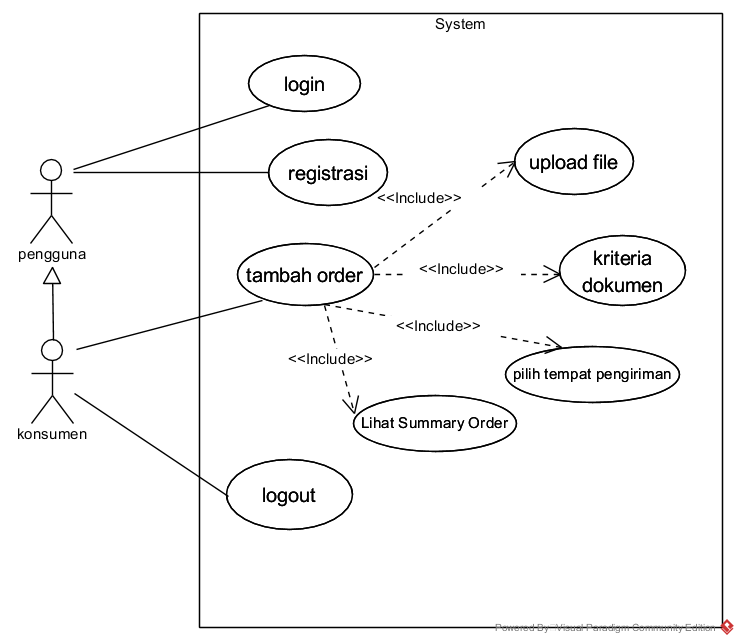 System
login
registrasi
upload file
<<Include>>
pengguna
tambah order
<<Include>>
kriteria
dokumen
<<Include>>
<<Include>>
pilih tempat pengiriman
Lihat Summary Order
konsumen
logout
Powered By Visual Paradigm Community Edition